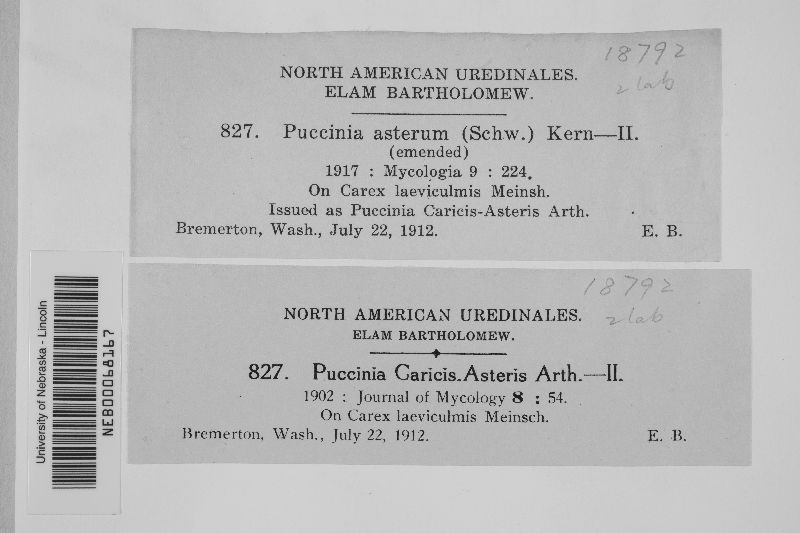 18792
2 lab
NORTH AMERICAN UREDINALES.
ELAM BARTHOLOMEW.
827. Puccinia asterum (Schw.) Kern—II.
(emended)
1917 : Mycologia 9 : 224.
On Carex laeviculmis Meinsh.
Issued as Puccinia Caricis-Asteris Arth.
Bremerton, Wash., July 22, 1912. E. B.
18792
2 lab
NORTH AMERICAN UREDINALES.
ELAM BARTHOLOMEW.
827. Puccinia Caricis-Asteris Arth.—II.
1902 : Journal of Mycology 8 : 54.
On Carex laeviculmis Meinsch.
Bremerton, Wash., July 22, 1912. E. B.
University of Nebraska - Lincoln
NEB00068167